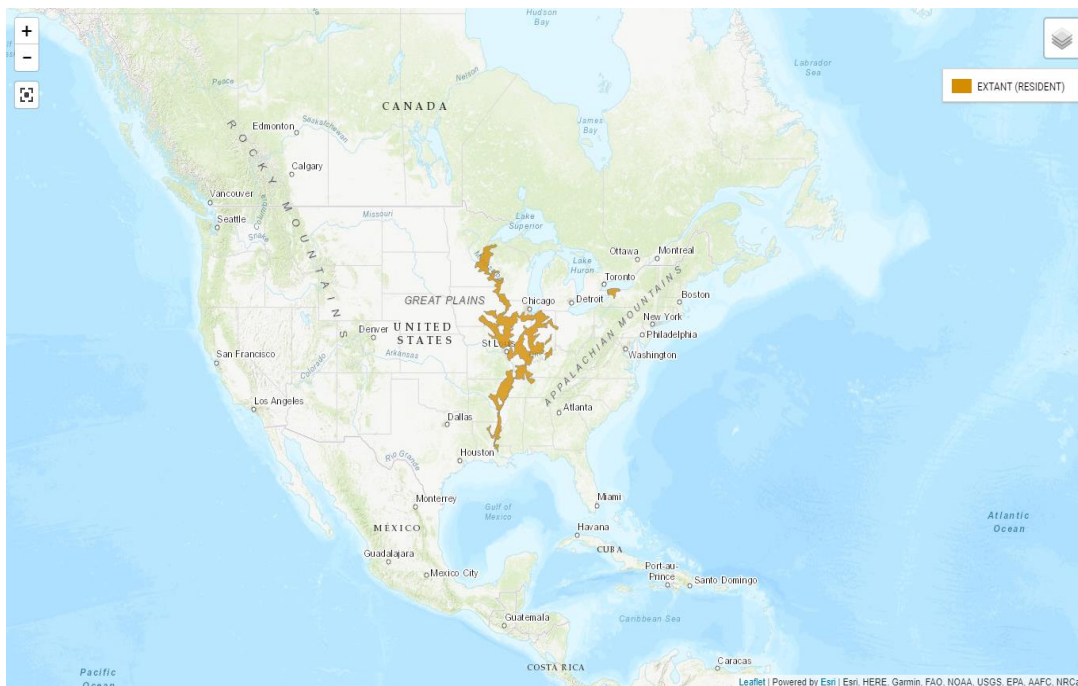 Hudson
Bay
+
−
Labrador
Sea
EXTANT (RESIDENT)
Nelson
Peace
CANADA
James
Bay
Edmonton
Saskatchewan
ROCKY MOUNTAINS
Calgary
Vancouver
Columbia
Seattle
Snake
Missouri
Lake
Superior
Ottawa
Montreal
Lake
Huron
Toronto
GREAT PLAINS
Chicago
Detroit
Boston
New York
Philadelphia
APPALACHIAN MOUNTAINS
Denver
UNITED
STATES
St Louis
Washington
San Francisco
Colorado
Arkansas
Los Angeles
Atlanta
Dallas
Houston
Rio Grande
Monterrey
Gulf of
Mexico
Miami
MÉXICO
Havana
CUBA
Atlantic
Ocean
Guadalajara
Mexico City
Port-au-
Prince
Santo Domingo
Guatemala
Caribbean Sea
COSTA RICA
Caracas
Pacific
Ocean
Leaflet | Powered by Esri | Esri, HERE, Garmin, FAO, NOAA, USGS, EPA, AAFC, NRCa